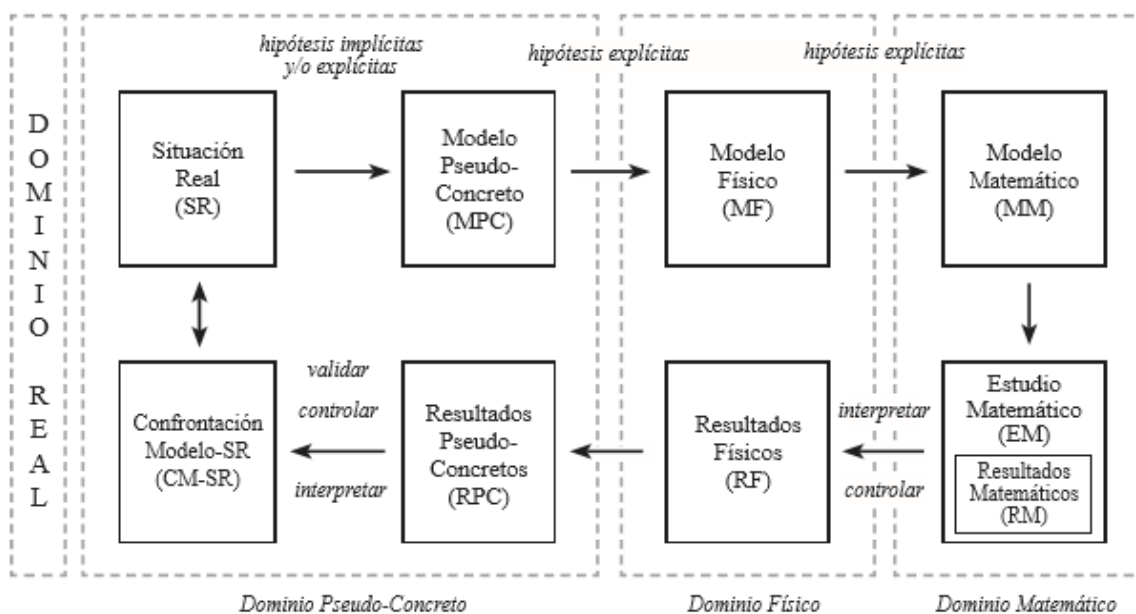 DOMINIO REAL
hipótesis implícitas
y/o explícitas
hipótesis explícitas
hipótesis explícitas
Situación
Real
(SR)
Modelo
Pseudo-
Concreto
(MPC)
Modelo
Físico
(MF)
Modelo
Matemático
(MM)
Confrontación
Modelo-SR
(CM-SR)
validar
controlar
interpretar
Resultados
Pseudo-
Concretos
(RPC)
Resultados
Físicos
(RF)
interpretar
controlar
Estudio
Matemático
(EM)
Resultados
Matemáticos
(RM)
Dominio Pseudo-Concreto
Dominio Físico
Dominio Matemático